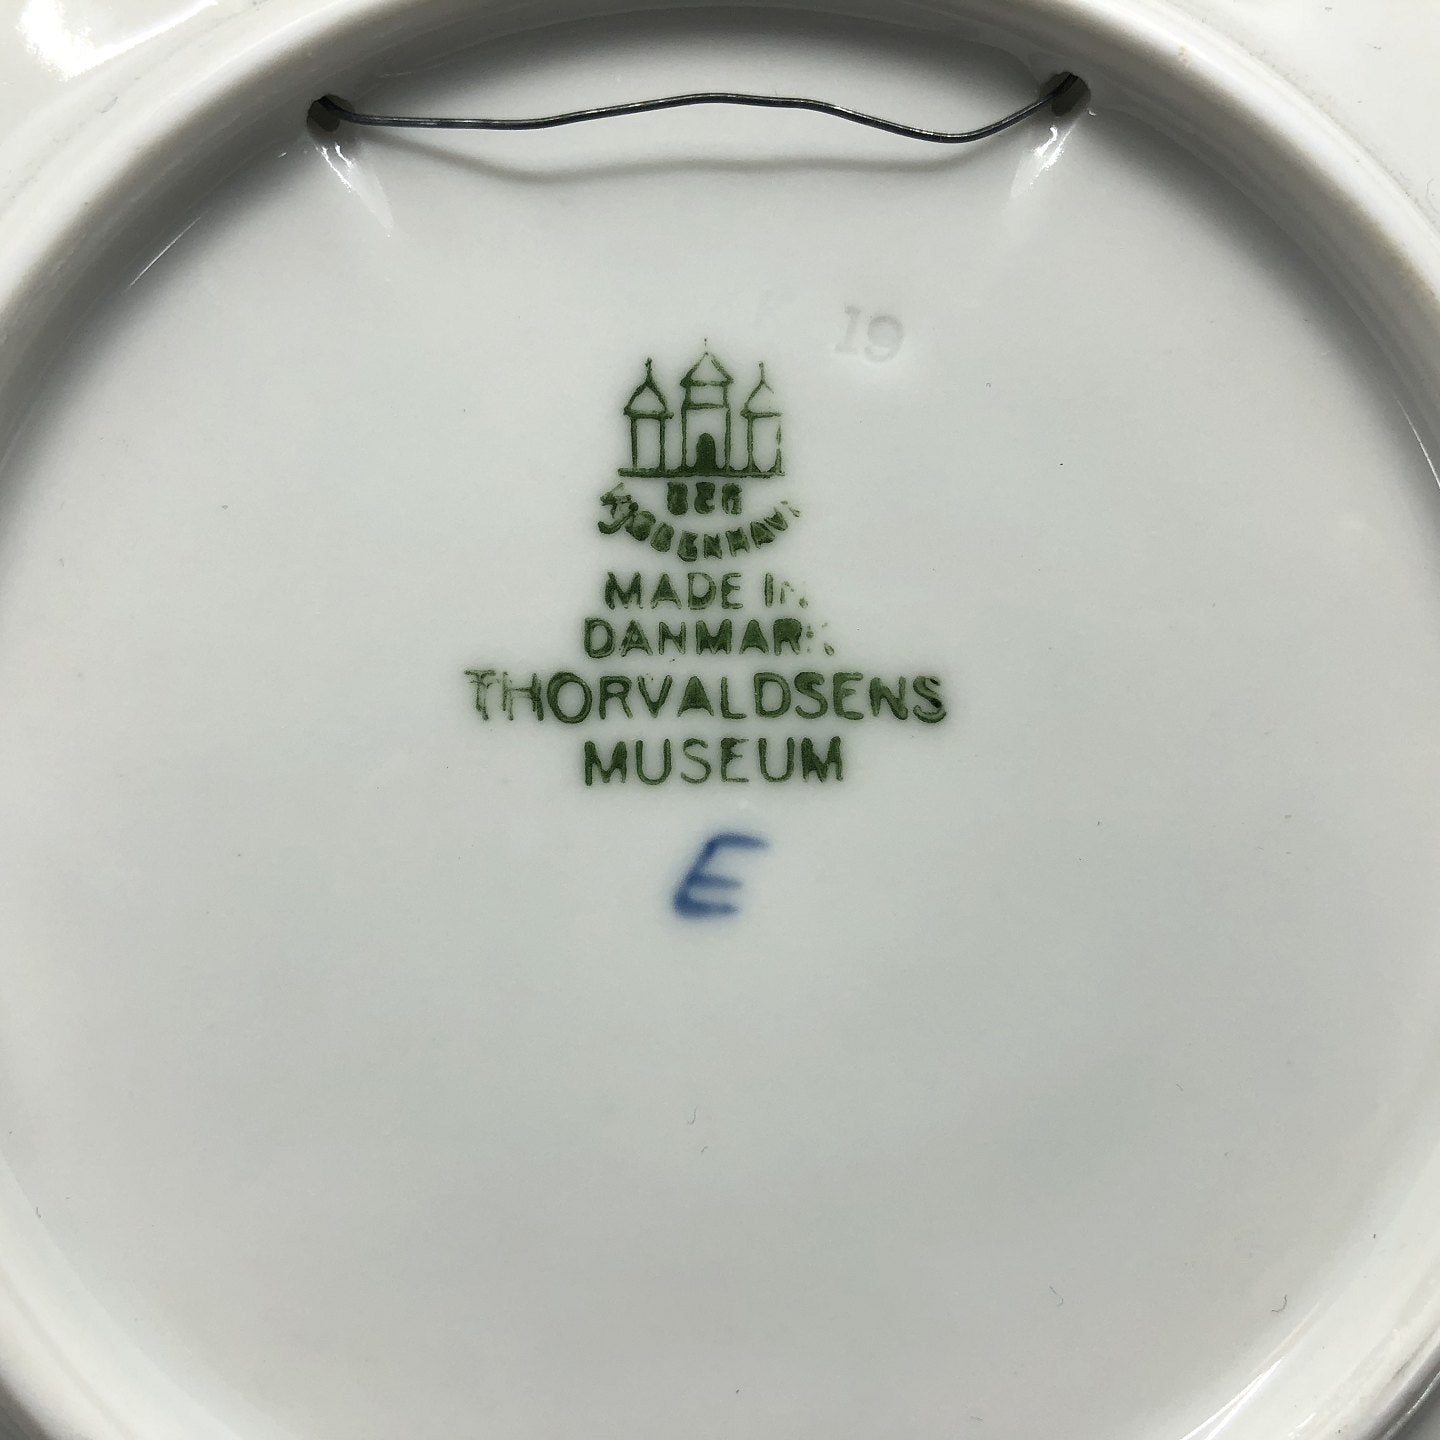 19
B&G
KJØBENHAVN
MADE IN
DANMARK
THORVALDSENS
MUSEUM
E